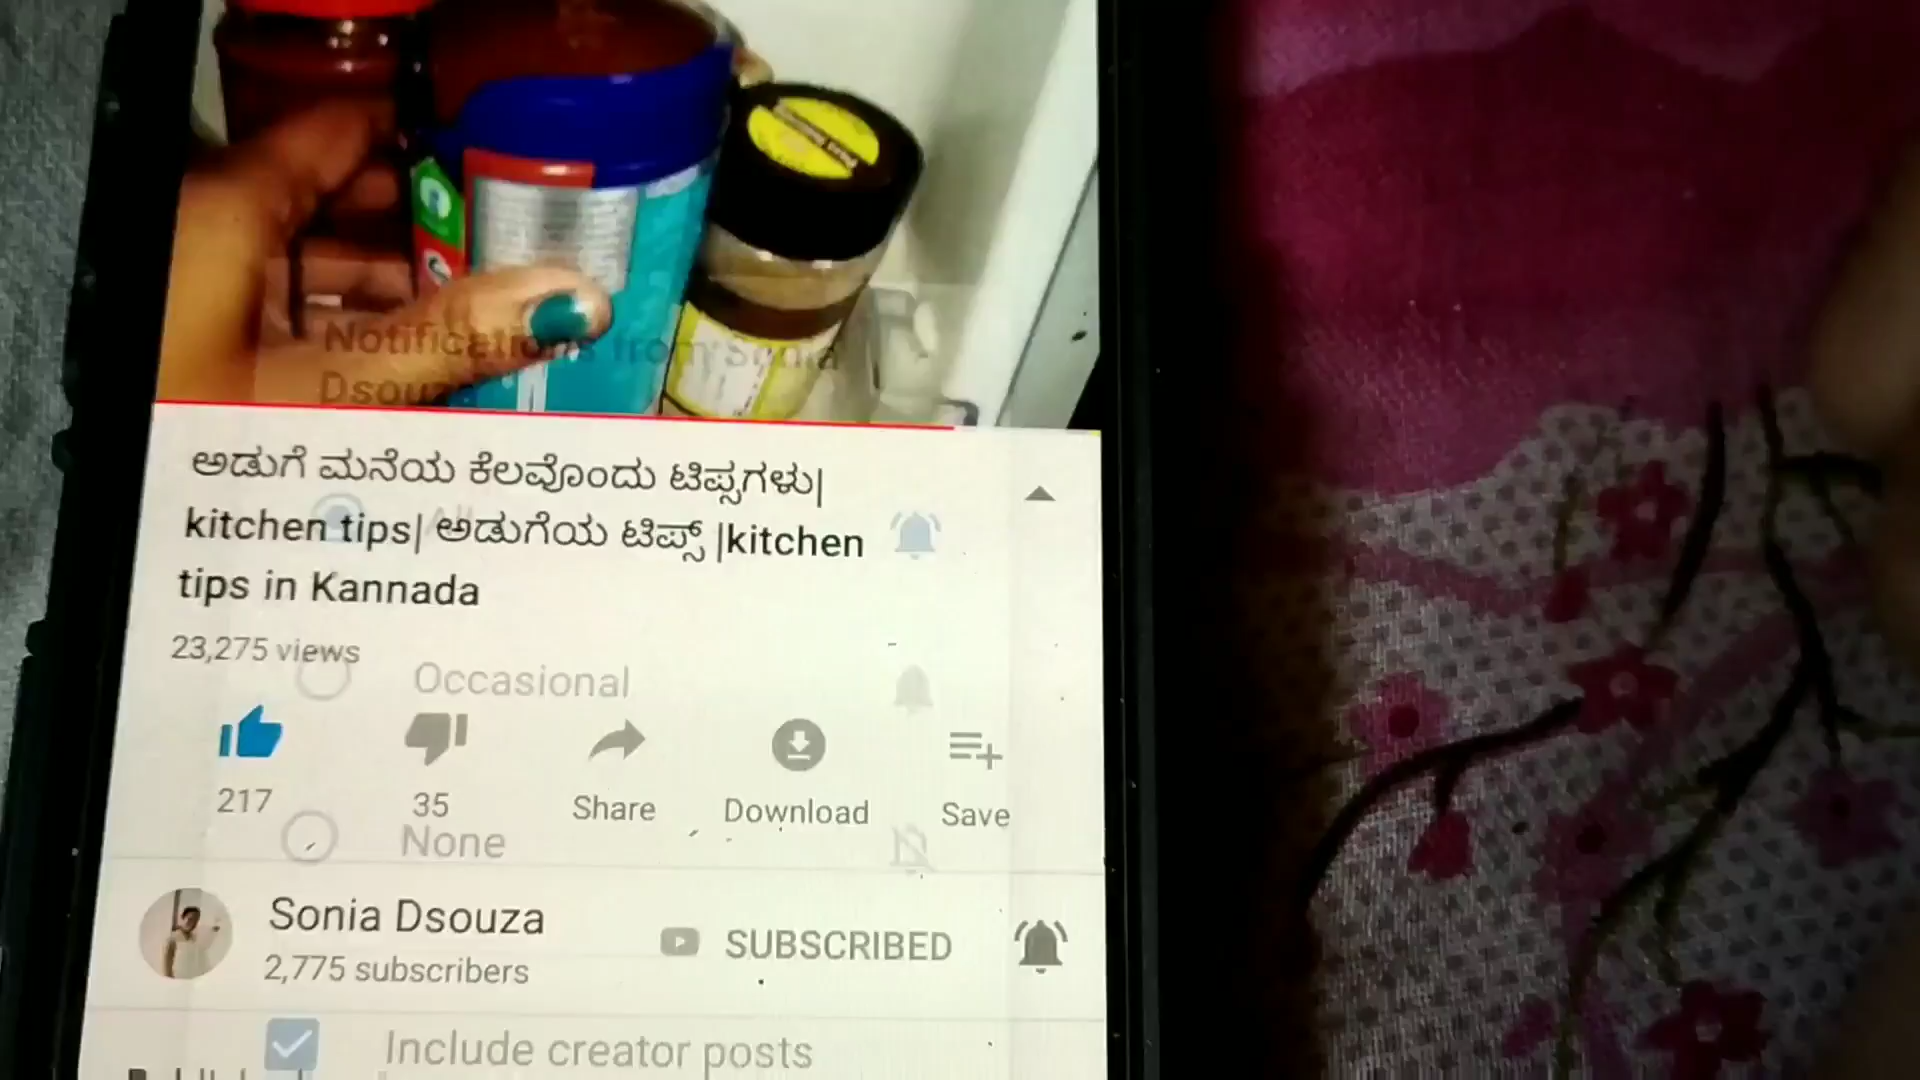 Notifications from Sonia
Dsouza
ಅಡುಗೆ ಮನೆಯ ಕೆಲವೊಂದು ಟಿಪ್ಸಗಳು|
kitchen tips| ಅಡುಗೆಯ ಟಿಪ್ಸ್ |kitchen
tips in Kannada
All
23,275 views
Occasional
217
35
Share
Download
Save
None
Sonia Dsouza
2,775 subscribers
SUBSCRIBED
Include creator posts